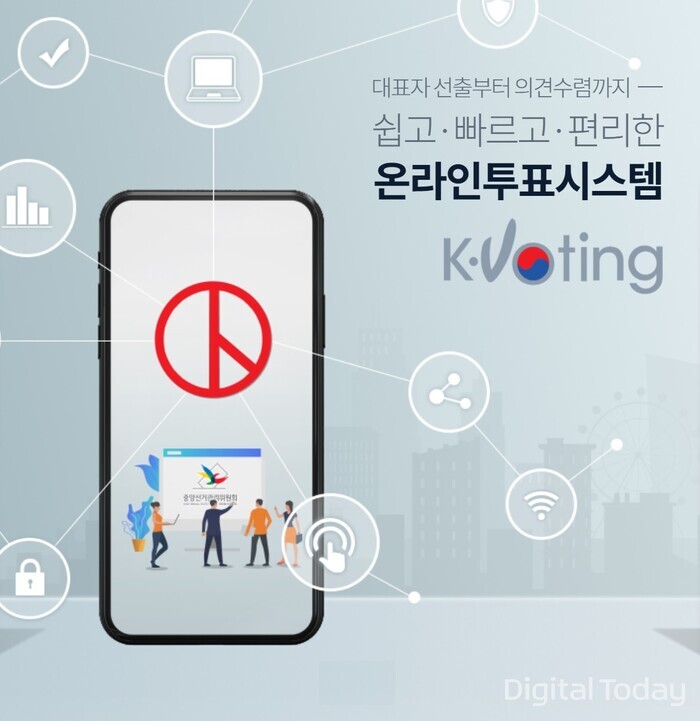 대표자 선출부터 의견수렴까지 —
쉽고·빠르고·편리한
온라인투표시스템
K·Voting
중앙선거관리위원회
Digital Today